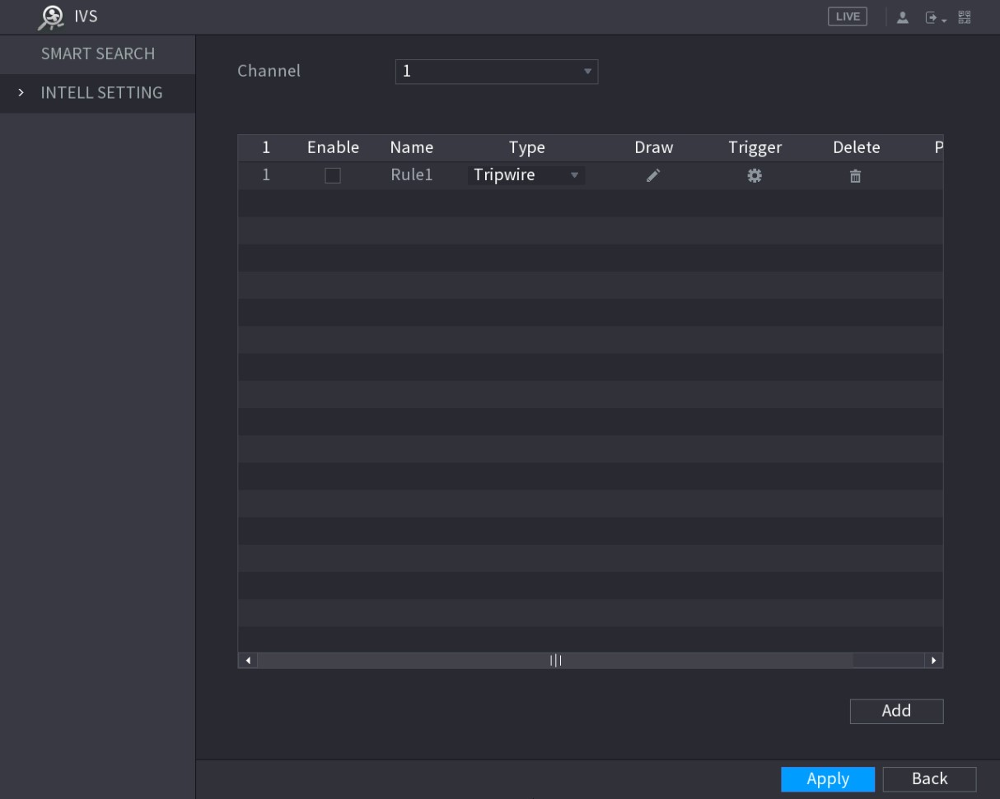 IVS
LIVE
SMART SEARCH
INTELL SETTING
Channel 1
1 Enable Name Type Draw Trigger Delete P
1 Rule1 Tripwire
Add
Apply Back